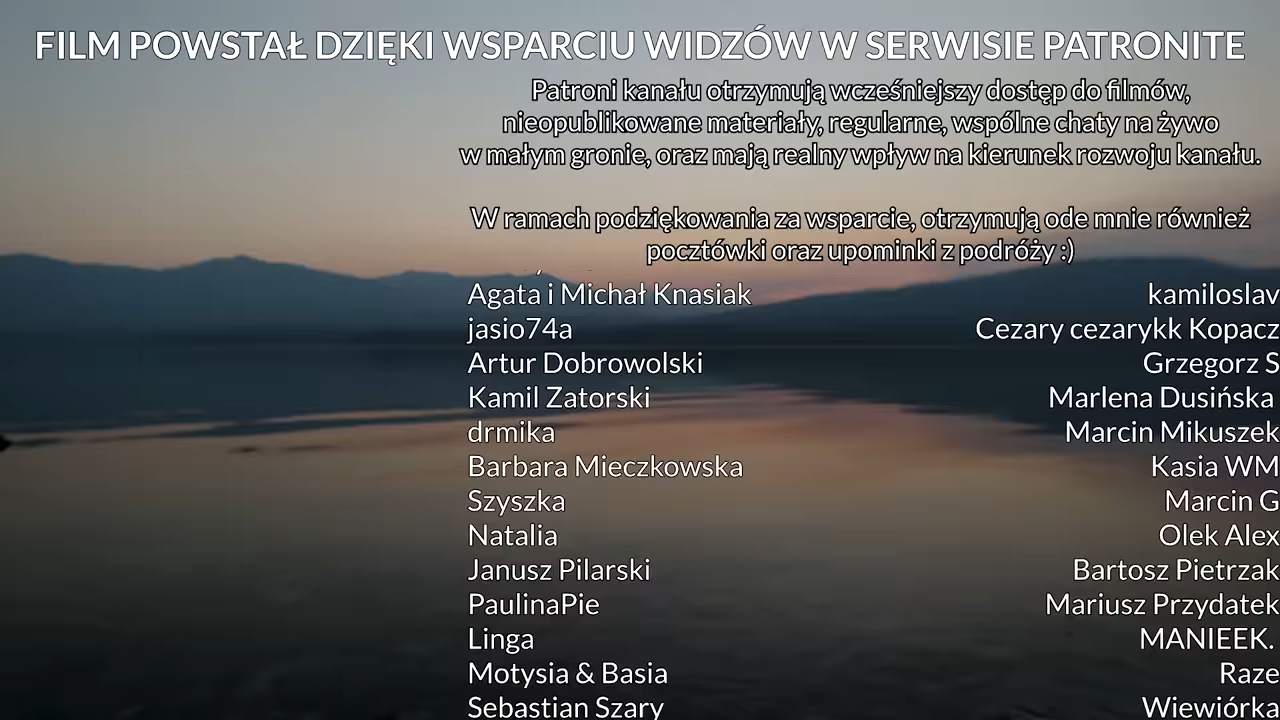 FILM POWSTAŁ DZIĘKI WSPARCIU WIDZÓW W SERWISIE PATRONITE
Patroni kanału otrzymują wcześniejszy dostęp do filmów,
nieopublikowane materiały, regularne, wspólne chaty na żywo
w małym gronie, oraz mają realny wpływ na kierunek rozwoju kanału.
W ramach podziękowania za wsparcie, otrzymują ode mnie również
pocztówki oraz upominki z podróży :)
Agata i Michał Knasiak kamiloslav
jasio74a Cezary cezarykk Kopacz
Artur Dobrowolski Grzegorz S
Kamil Zatorski Marlena Dusińska
drmika Marcin Mikuszek
Barbara Mieczkowska Kasia WM
Szyszka Marcin G
Natalia Olek Alex
Janusz Pilarski Bartosz Pietrzak
PaulinaPie Mariusz Przydatek
Linga MANIEEK.
Motysia & Basia Raze
Sebastian Szary Wiewiórka